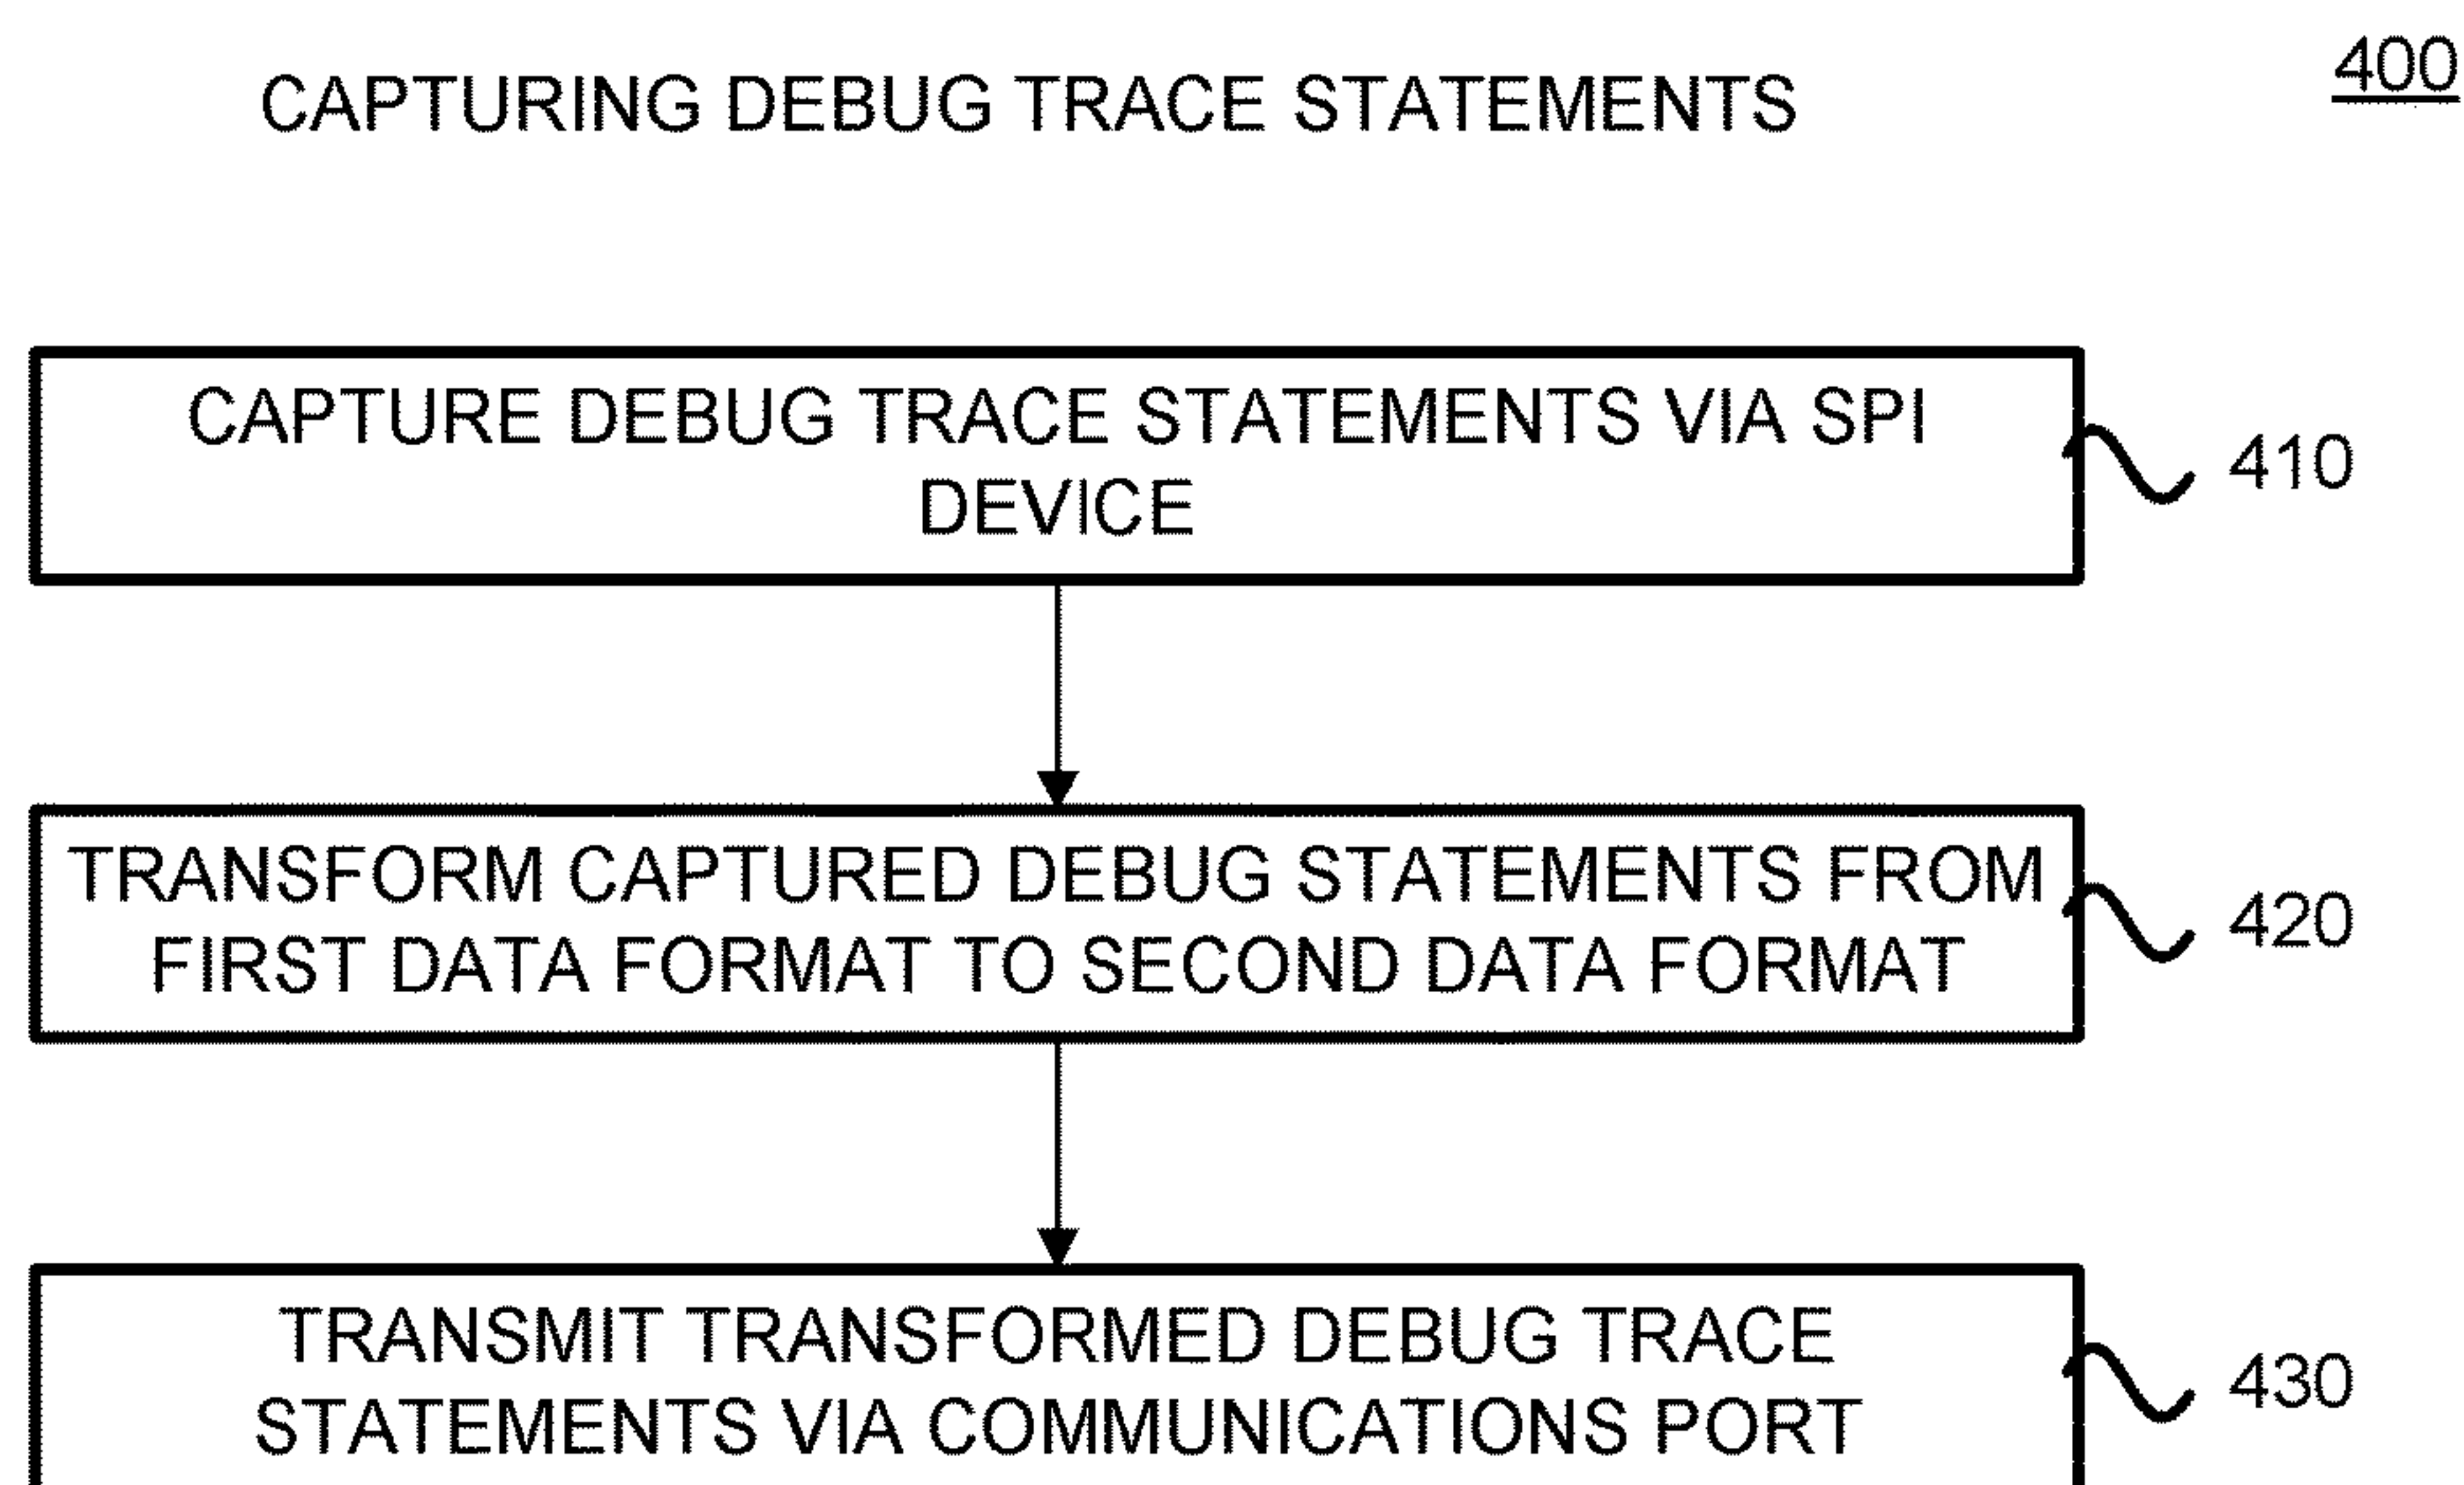 400
CAPTURING DEBUG TRACE STATEMENTS
CAPTURE DEBUG TRACE STATEMENTS VIA SPI
DEVICE
410
TRANSFORM CAPTURED DEBUG STATEMENTS FROM
FIRST DATA FORMAT TO SECOND DATA FORMAT
420
TRANSMIT TRANSFORMED DEBUG TRACE
STATEMENTS VIA COMMUNICATIONS PORT
430